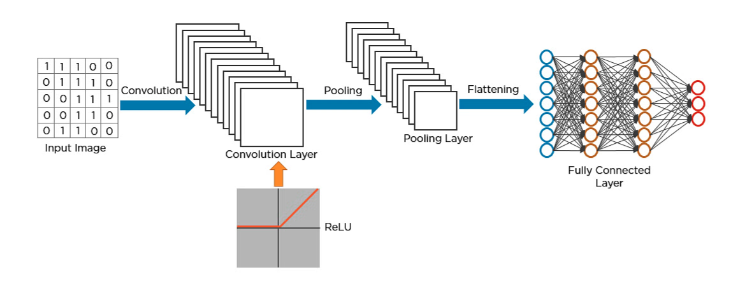 1 1 1 0 0
0 1 1 1 0
0 0 1 1 1
0 0 1 1 0
0 1 1 0 0
Input Image
Convolution
Convolution Layer
ReLU
Pooling
Pooling Layer
Flattening
Fully Connected
Layer